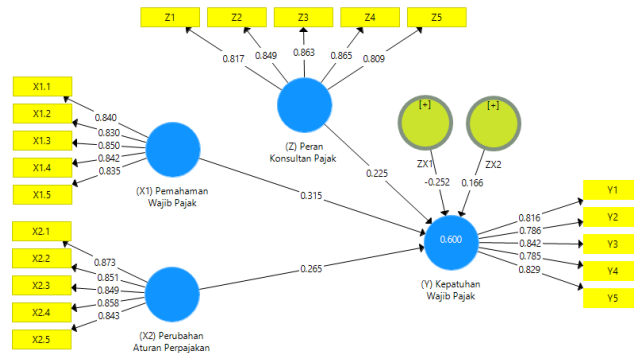 Z1
Z2
Z3
Z4
Z5
0.817
0.849
0.863
0.865
0.809
(Z) Peran
Konsultan Pajak
X1.1
X1.2
X1.3
X1.4
X1.5
0.840
0.830
0.850
0.842
0.835
(X1) Pemahaman
Wajib Pajak
[+]
ZX1
[+]
ZX2
0.225
-0.252
0.166
0.315
0.265
X2.1
X2.2
X2.3
X2.4
X2.5
0.873
0.851
0.849
0.858
0.843
(X2) Perubahan
Aturan Perpajakan
0.600
(Y) Kepatuhan
Wajib Pajak
0.816
0.786
0.842
0.785
0.829
Y1
Y2
Y3
Y4
Y5